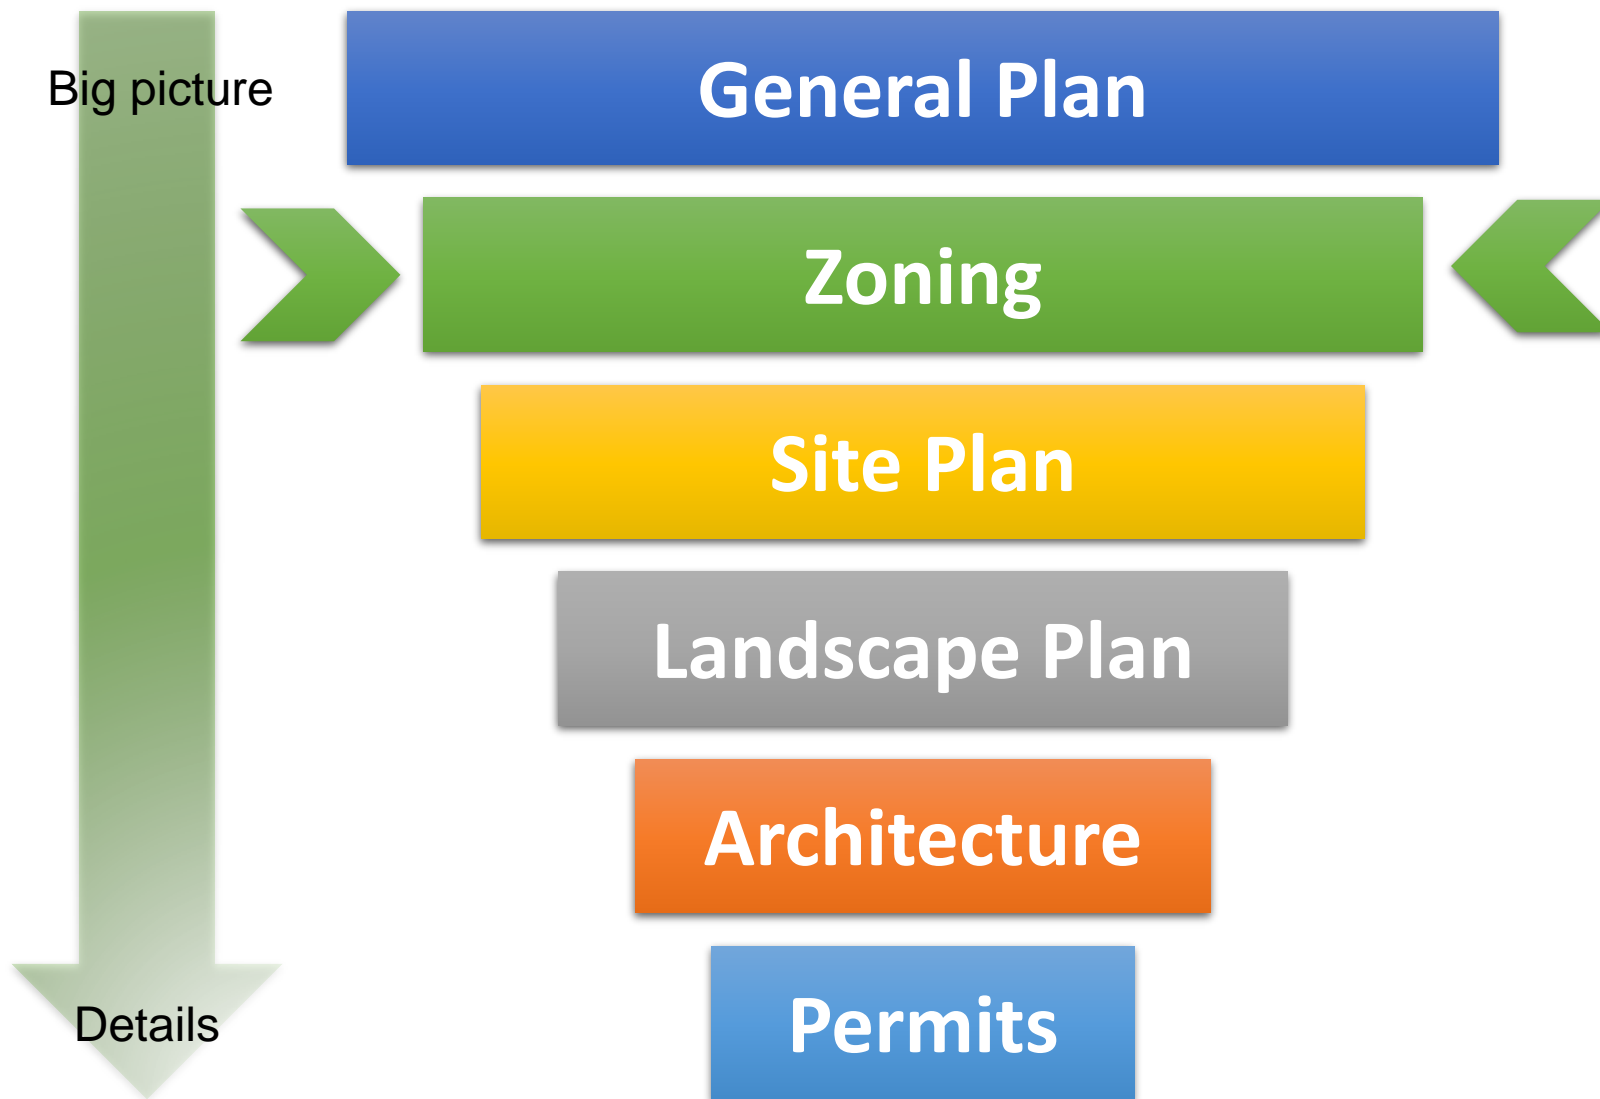 Big picture
General Plan
Zoning
Site Plan
Landscape Plan
Architecture
Details
Permits